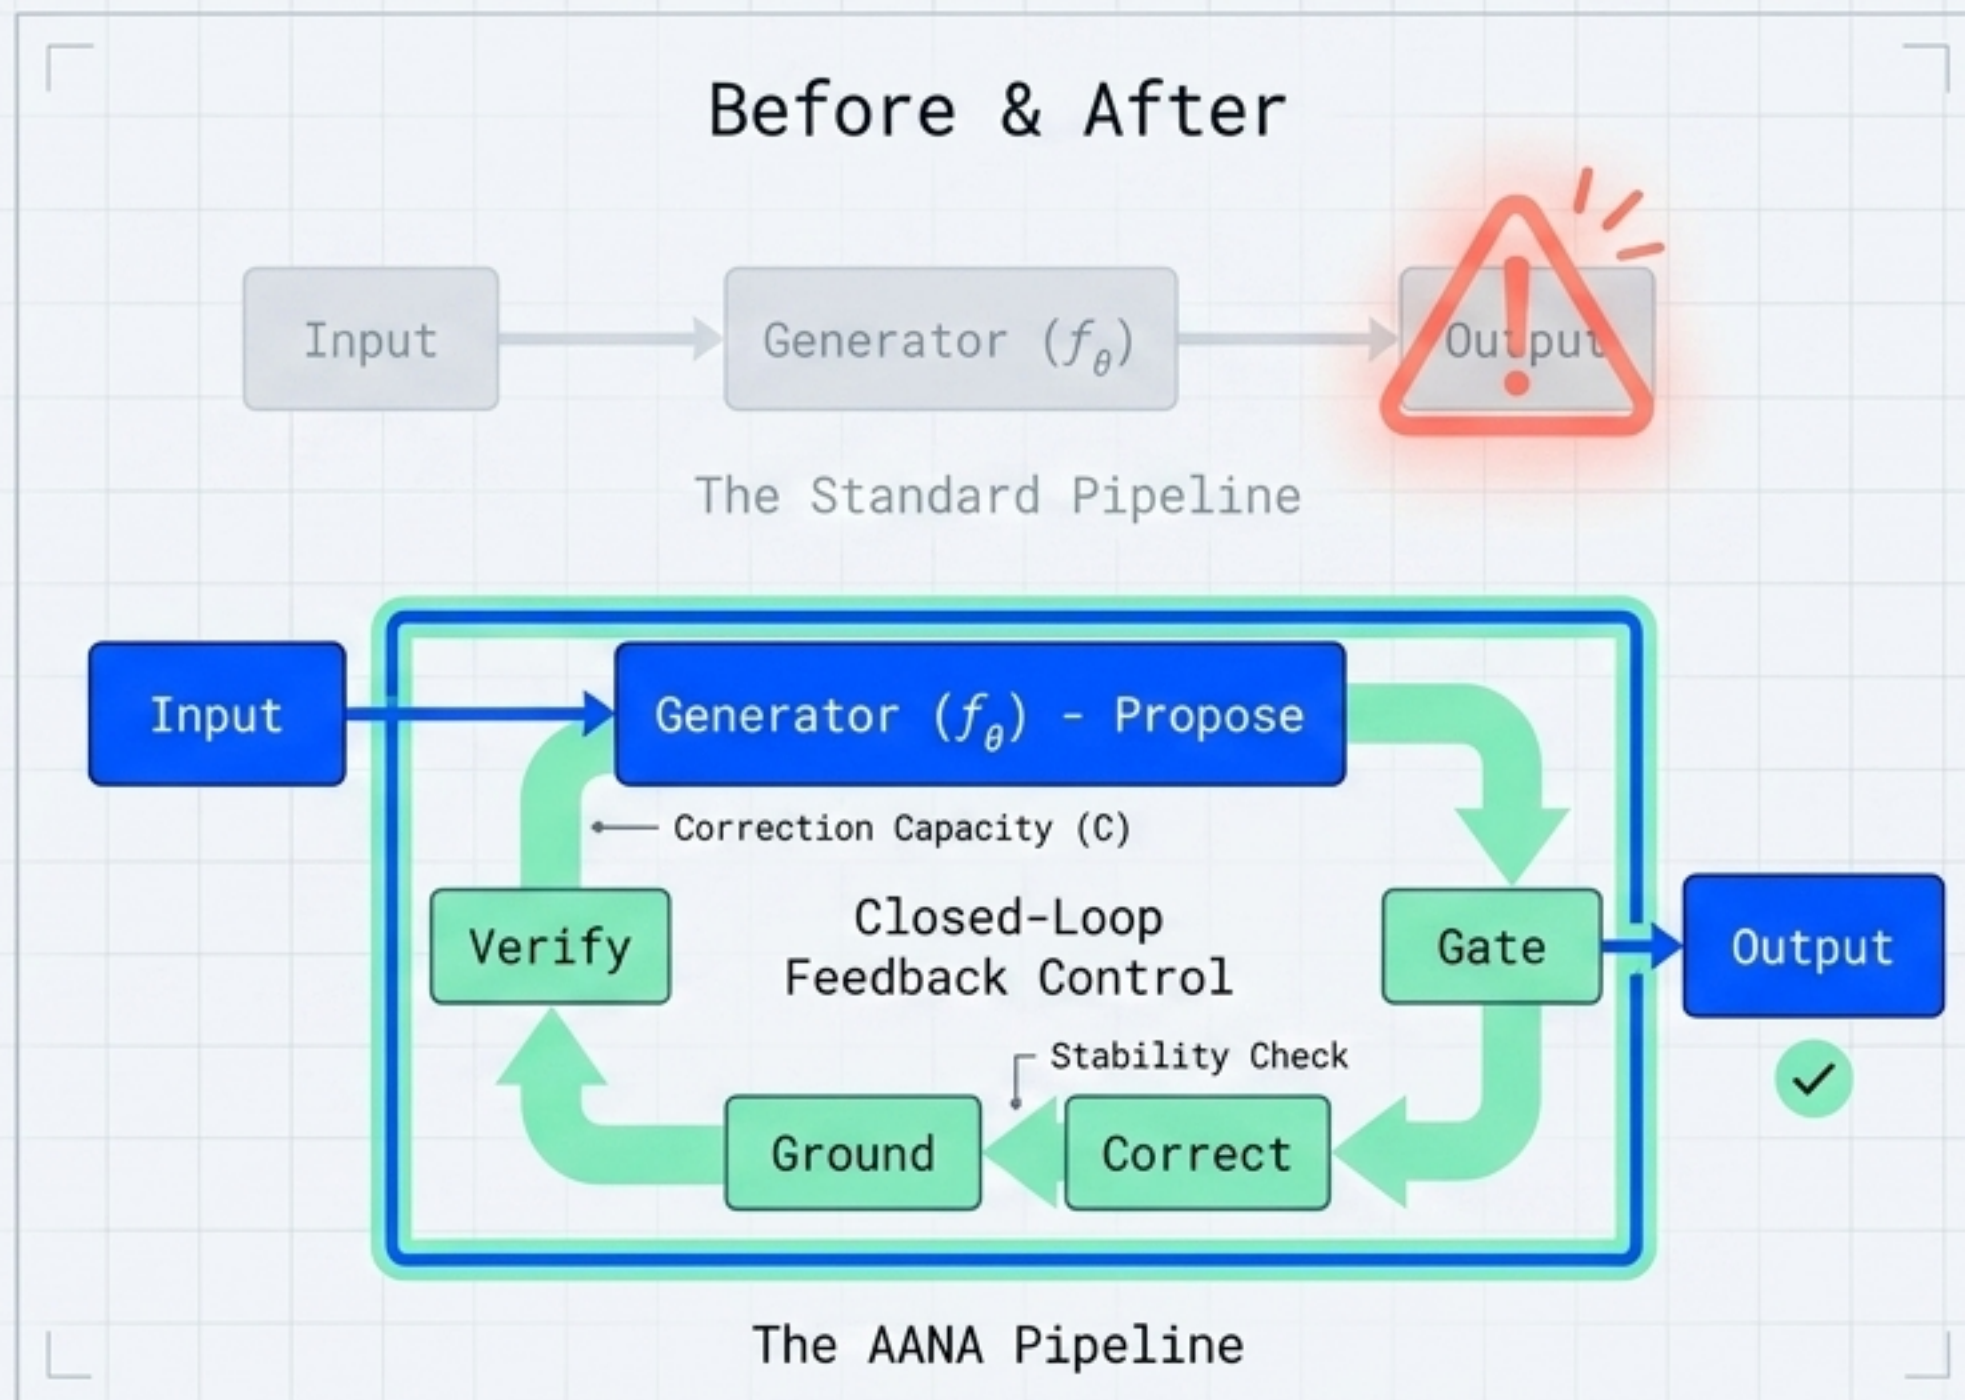 Before & After
Input
Generator (fθ)
Output
The Standard Pipeline
Input
Generator (fθ) - Propose
Correction Capacity (C)
Verify
Closed-Loop
Feedback Control
Gate
Output
Stability Check
Ground
Correct
The AANA Pipeline